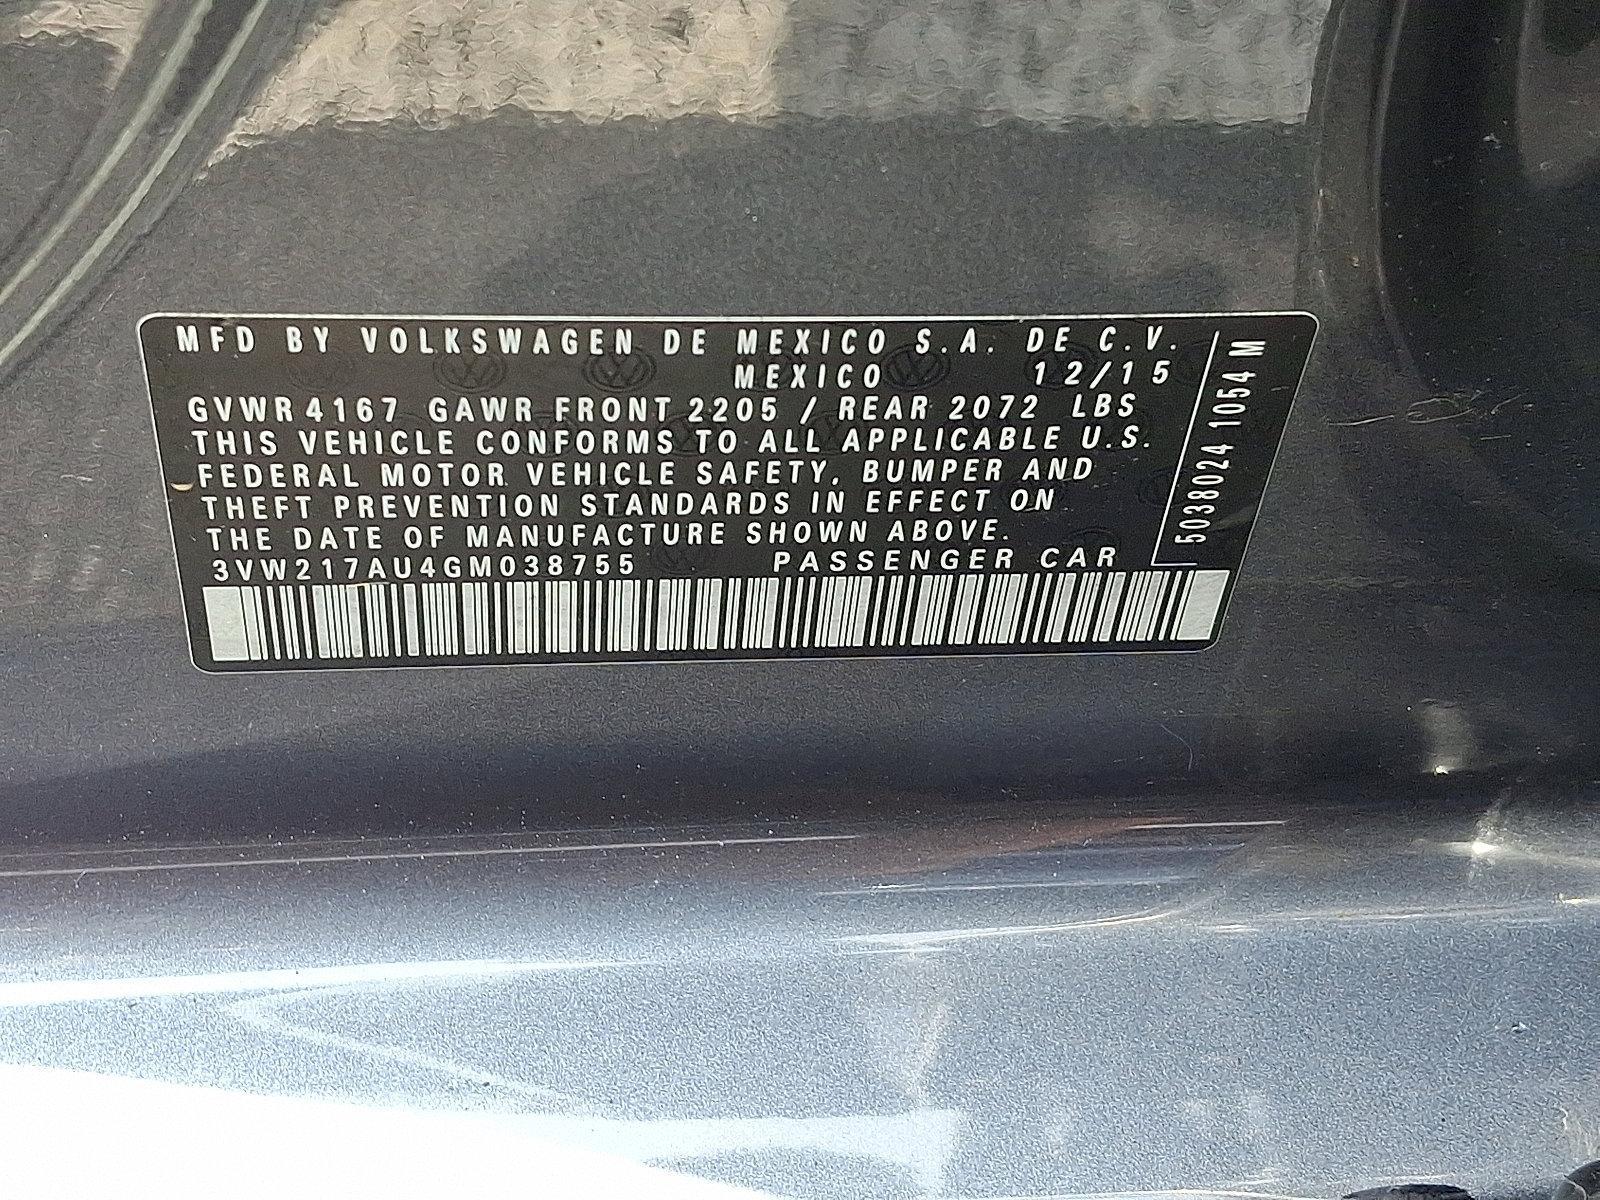 MFD BY VOLKSWAGEN DE MEXICO S.A. DE C.V.
MEXICO 12/15
GVWR 4167 GAWR FRONT 2205 / REAR 2072 LBS
THIS VEHICLE CONFORMS TO ALL APPLICABLE U.S.
FEDERAL MOTOR VEHICLE SAFETY, BUMPER AND
THEFT PREVENTION STANDARDS IN EFFECT ON
THE DATE OF MANUFACTURE SHOWN ABOVE.
3VW217AU4GM038755 PASSENGER CAR
5038024 1054 M